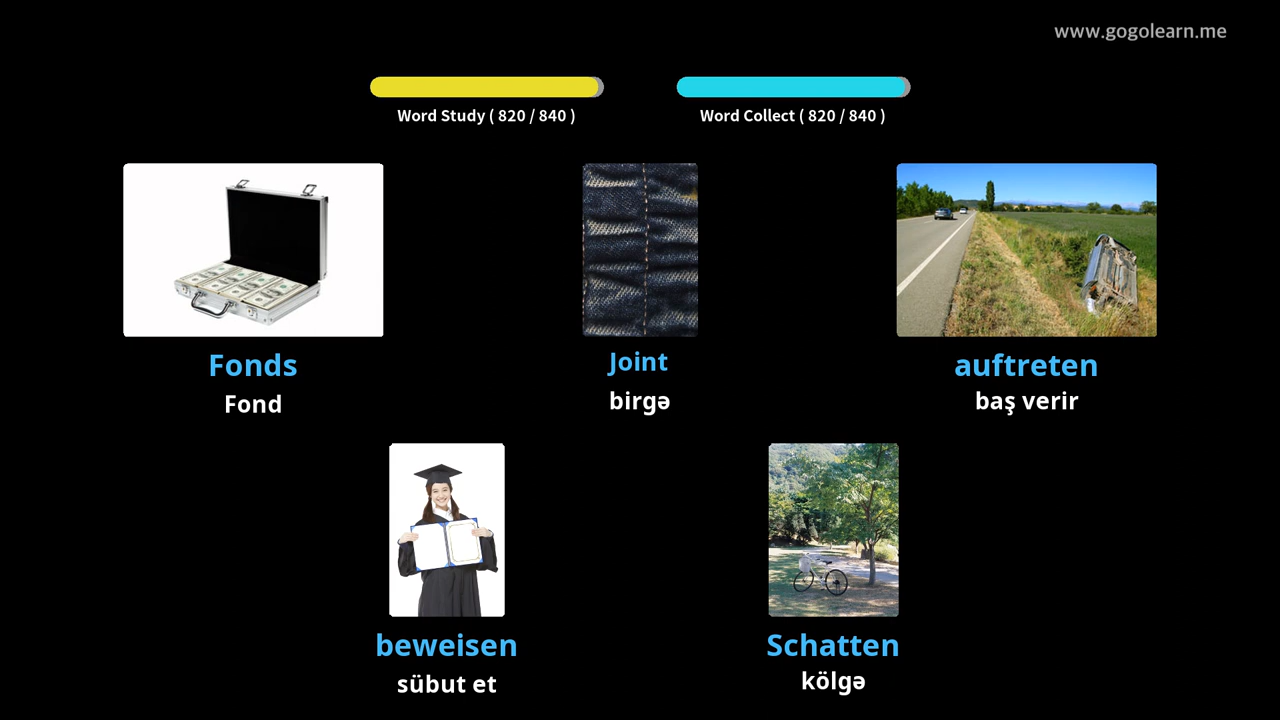 www.gogolearn.me
Word Study ( 820 / 840 )
Word Collect ( 820 / 840 )
Fonds
Fond
Joint
birgə
auftreten
baş verir
beweisen
sübut et
Schatten
kölgə